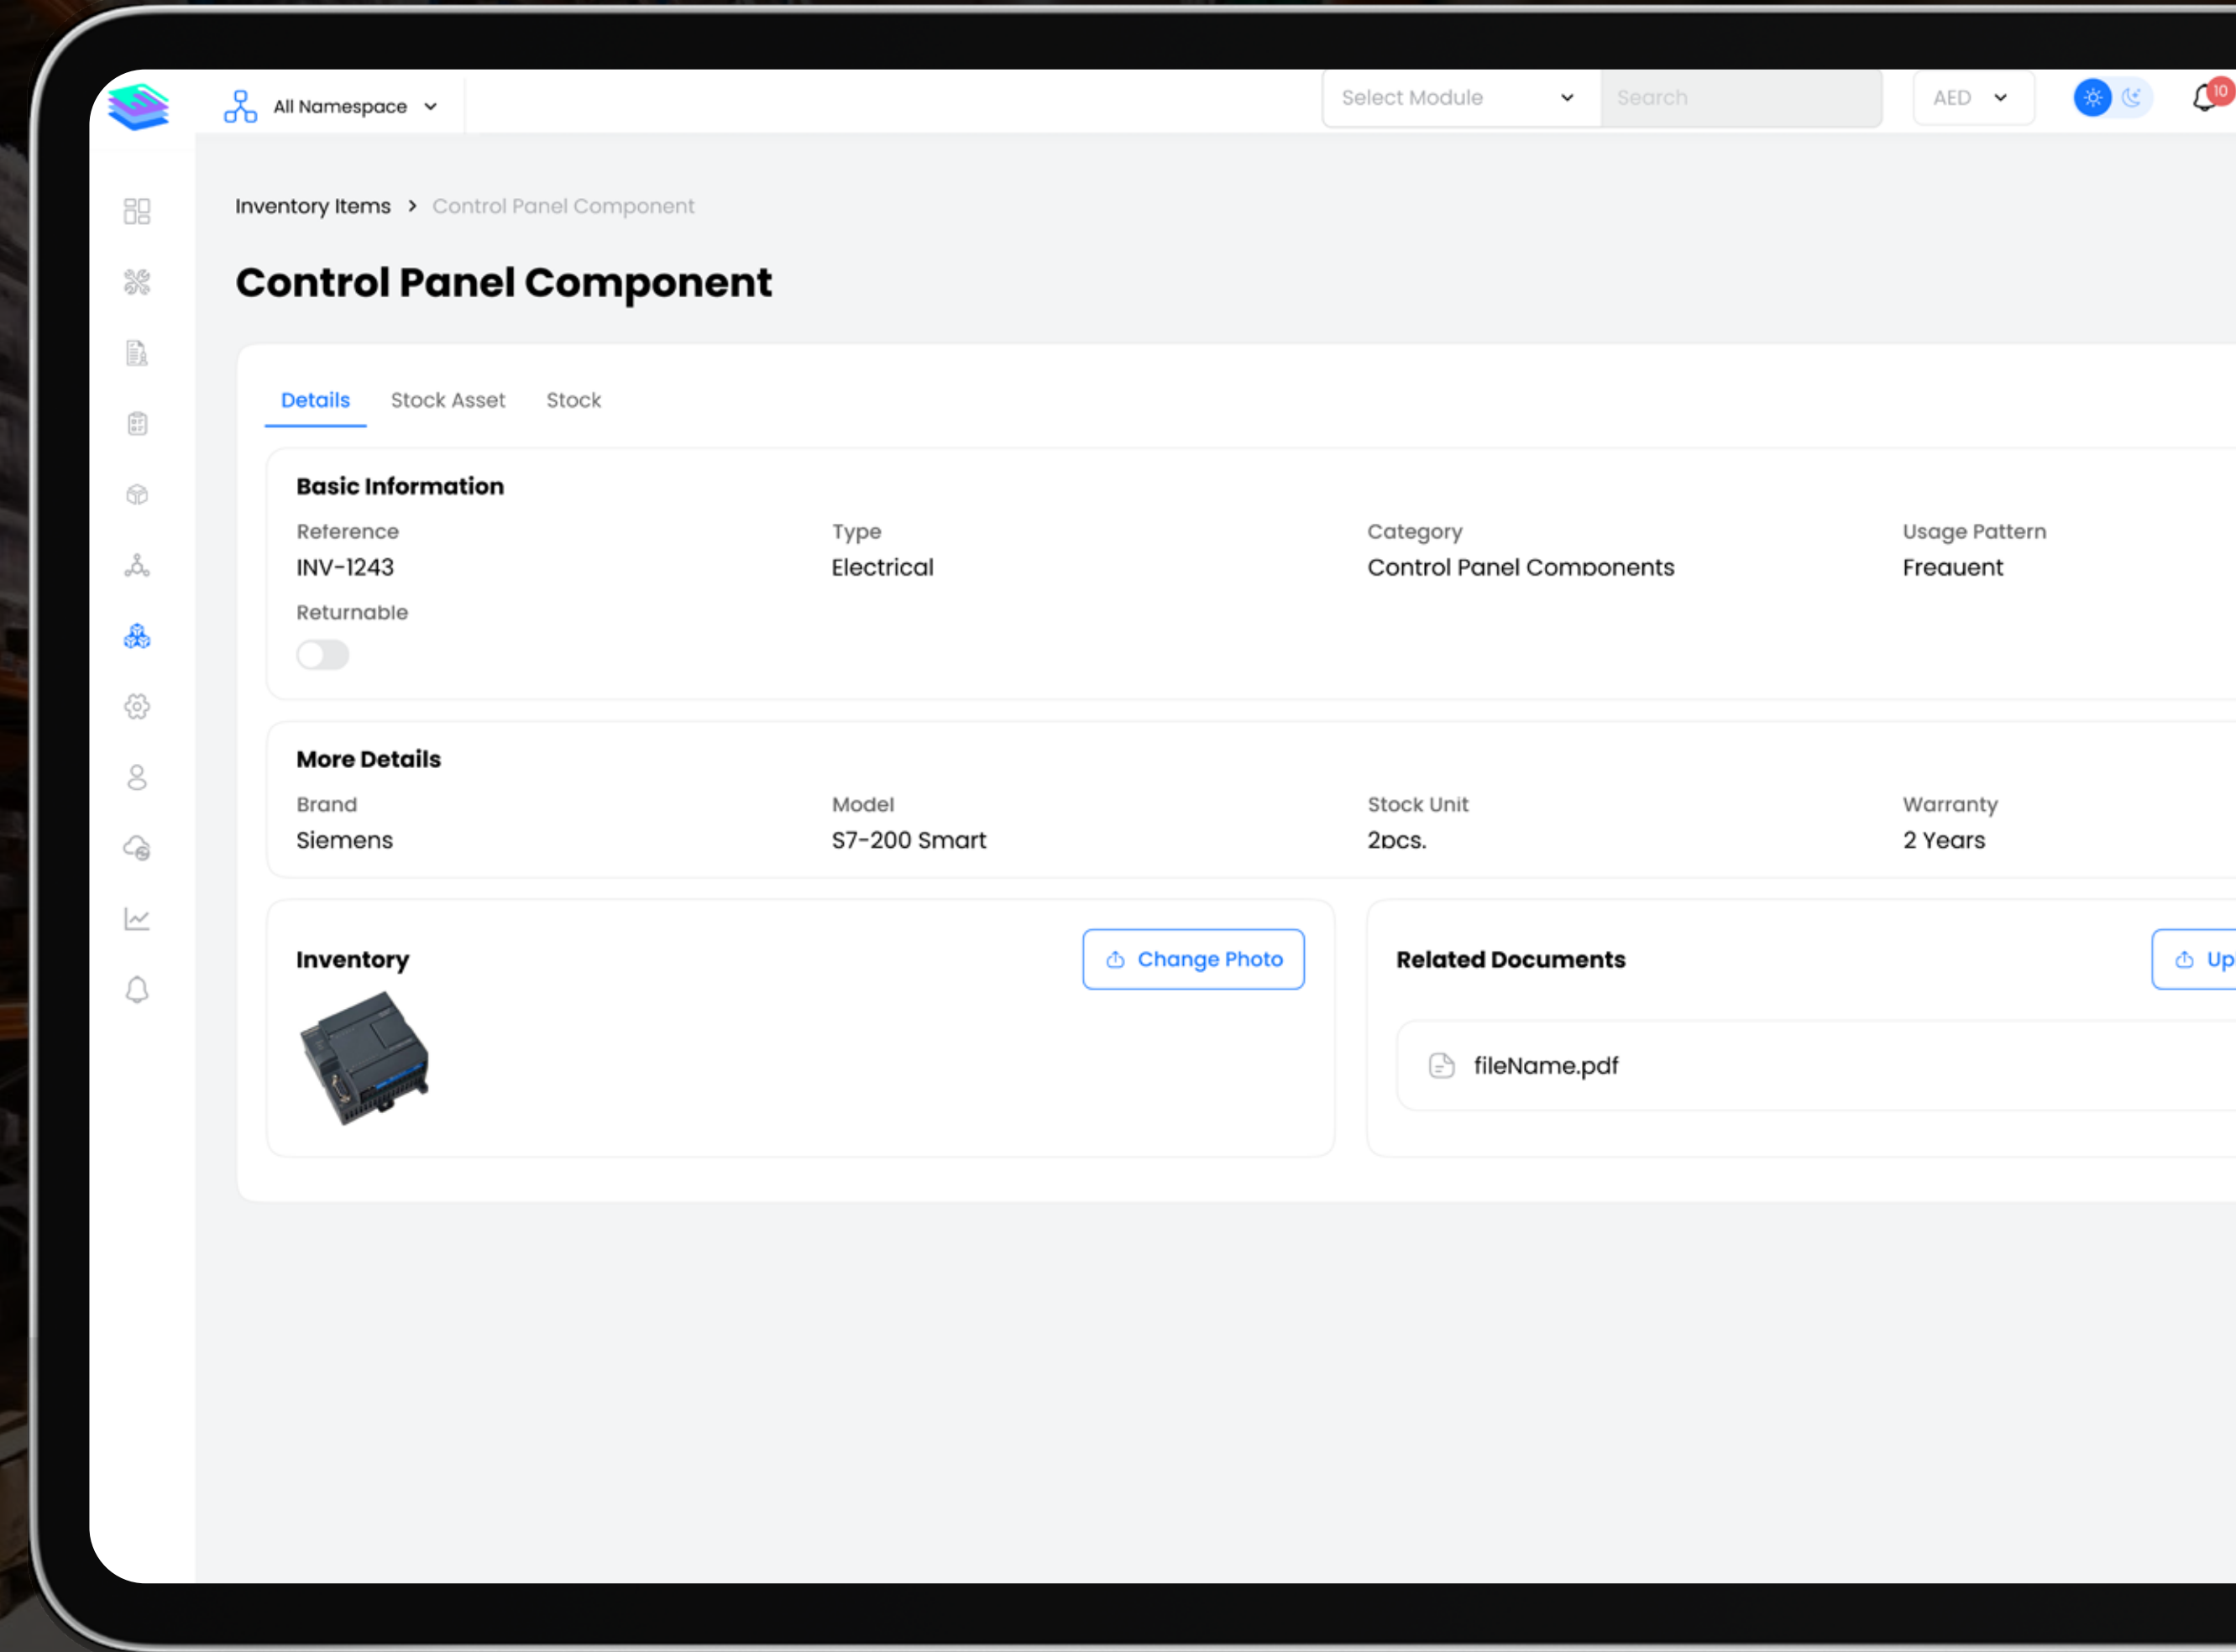 All Namespace
Select Module
Search
AED
10
Inventory Items > Control Panel Component
Control Panel Component
Details
Stock Asset
Stock
Basic Information
Reference
Type
Category
Usage Pattern
INV-1243
Electrical
Control Panel Components
Frequent
Returnable
More Details
Brand
Model
Stock Unit
Warranty
Siemens
S7-200 Smart
2pcs.
2 Years
Inventory
Change Photo
Related Documents
Up
fileName.pdf